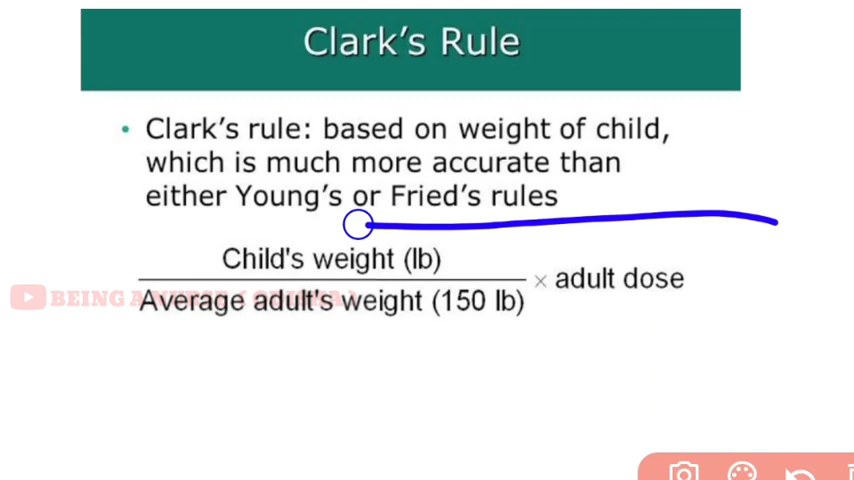 Clark's Rule
• Clark's rule: based on weight of child,
which is much more accurate than
either Young's or Fried's rules
Child's weight (lb)
Average adult's weight (150 lb)
× adult dose
BEING A NURSE (